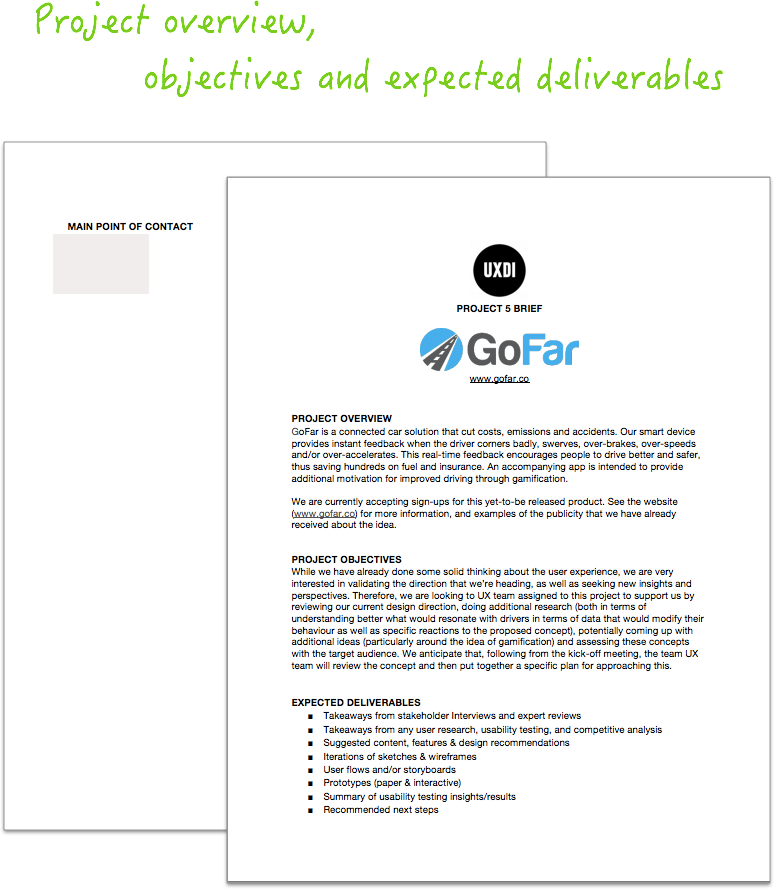 Project overview,
objectives and expected deliverables
MAIN POINT OF CONTACT
UXDI
PROJECT 5 BRIEF
GoFar
www.gofar.co
PROJECT OVERVIEW
GoFar is a connected car solution that cut costs, emissions and accidents. Our smart device
provides instant feedback when the driver corners badly, swerves, over-brakes, over-speeds
and/or over-accelerates. This real-time feedback encourages people to drive better and safer,
thus saving hundreds on fuel and insurance. An accompanying app is intended to provide
additional motivation for improved driving through gamification.
We are currently accepting sign-ups for this yet-to-be released product. See the website
(www.gofar.co) for more information, and examples of the publicity that we have already
received about the idea.
PROJECT OBJECTIVES
While we have already done some solid thinking about the user experience, we are very
interested in validating the direction that we're heading, as well as seeking new insights and
perspectives. Therefore, we are looking to UX team assigned to this project to support us by
reviewing our current design direction, doing additional research (both in terms of
understanding better what would resonate with drivers in terms of data that would modify their
behaviour as well as specific reactions to the proposed concept), potentially coming up with
additional ideas (particularly around the idea of gamification) and assessing these concepts
with the target audience. We anticipate that, following from the kick-off meeting, the team UX
team will review the concept and then put together a specific plan for approaching this.
EXPECTED DELIVERABLES
■ Takeaways from stakeholder Interviews and expert reviews
■ Takeaways from any user research, usability testing, and competitive analysis
■ Suggested content, features & design recommendations
■ Iterations of sketches & wireframes
■ User flows and/or storyboards
■ Prototypes (paper & interactive)
■ Summary of usability testing insights/results
■ Recommended next steps